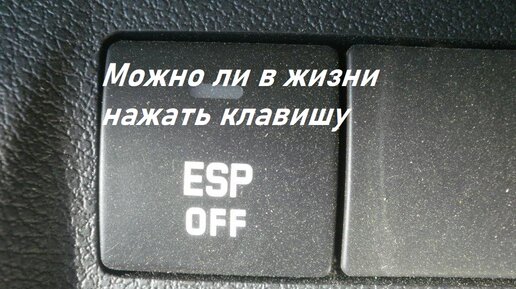 Можно ли в жизни
нажать клавишу
ESP
OFF